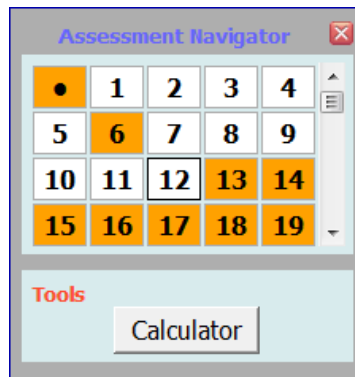 Assessment Navigator
● 1 2 3 4
5 6 7 8 9
10 11 12 13 14
15 16 17 18 19
Tools
Calculator